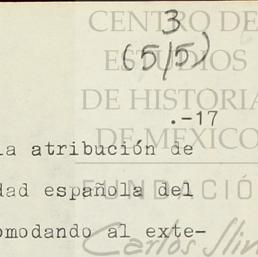 3
(5/5)
CENTRO DE
ESTUDIOS
DE HISTORIA
DE MÉXICO
.-17
la atribución de
FUNDACIÓ
dad española del
omodando al exte-
Carlos Slim